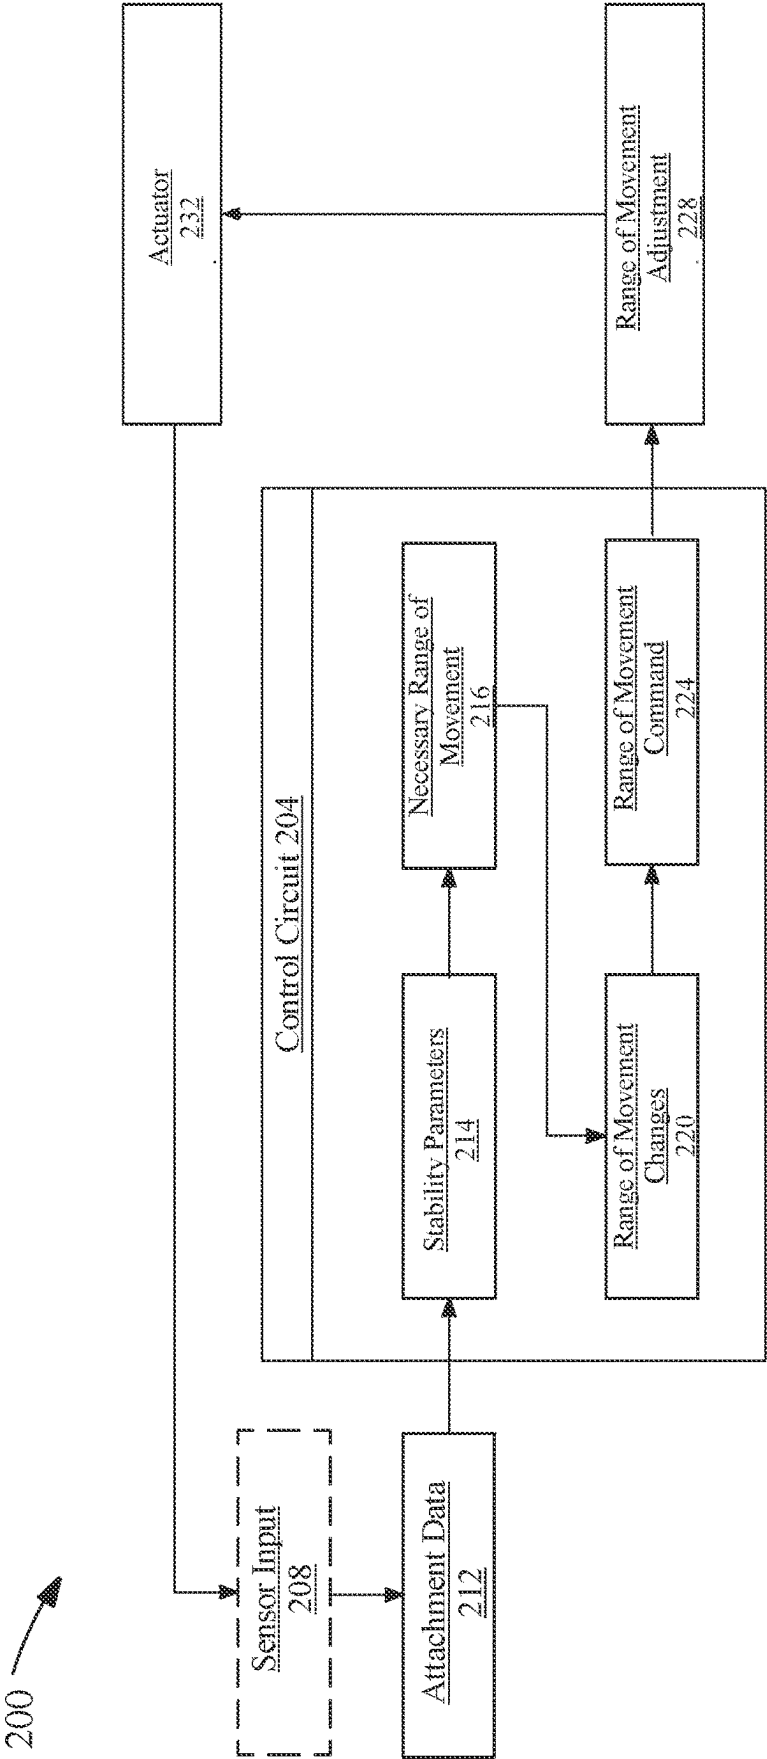 200
Sensor Input
208
Attachment Data
212
Control Circuit 204
Stability Parameters
214
Necessary Range of
Movement
216
Range of Movement
Changes
220
Range of Movement
Command
224
Range of Movement
Adjustment
228
Actuator
232